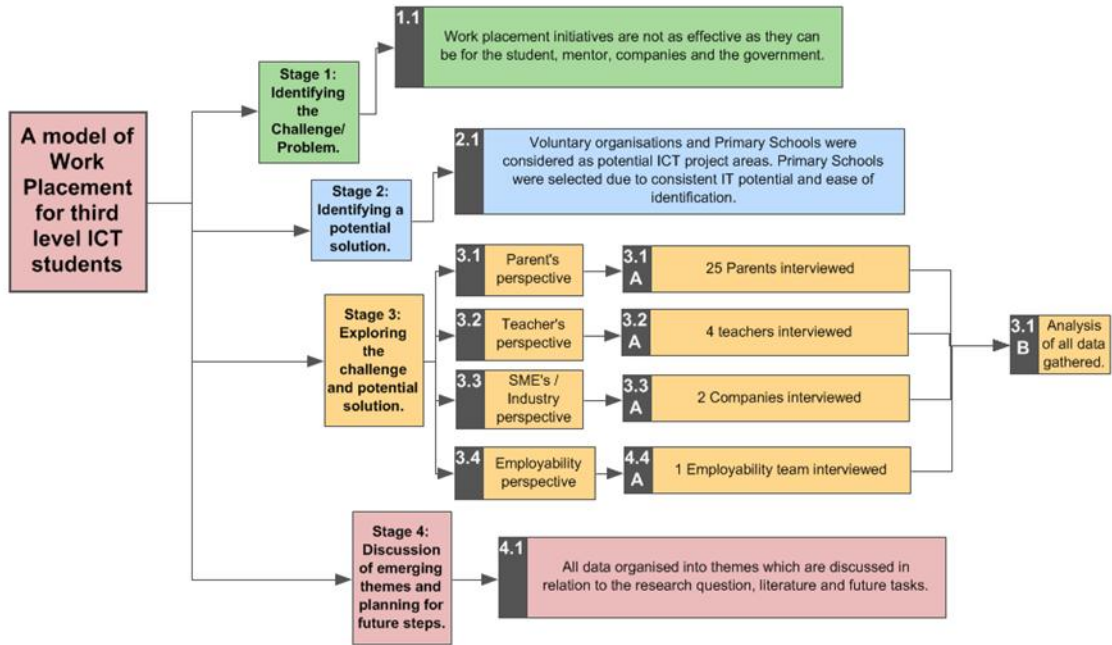 A model of
Work
Placement
for third
level ICT
students
Stage 1:
Identifying
the
Challenge/
Problem.
1.1
Work placement initiatives are not as effective as they can
be for the student, mentor, companies and the government.
Stage 2:
Identifying a
potential
solution.
2.1
Voluntary organisations and Primary Schools were
considered as potential ICT project areas. Primary Schools
were selected due to consistent IT potential and ease of
identification.
Stage 3:
Exploring
the
challenge
and potential
solution.
3.1
Parent's
perspective
3.1
A
25 Parents interviewed
3.2
Teacher's
perspective
3.2
A
4 teachers interviewed
3.3
SME's /
Industry
perspective
3.3
A
2 Companies interviewed
3.4
Employability
perspective
4.4
A
1 Employability team interviewed
3.1
B
Analysis
of all data
gathered.
Stage 4:
Discussion
of emerging
themes and
planning for
future steps.
4.1
All data organised into themes which are discussed in
relation to the research question, literature and future tasks.